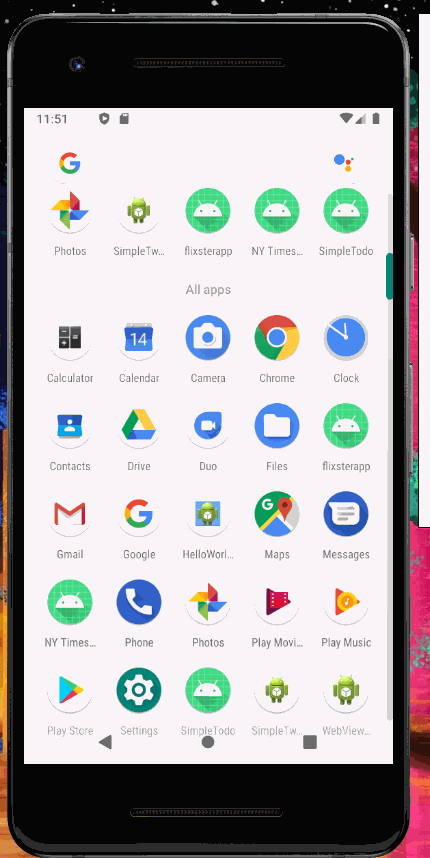 11:51
Photos SimpleTw... flixsterapp NY Times... SimpleTodo
All apps
14
Calculator Calendar Camera Chrome Clock
Contacts Drive Duo Files flixsterapp
Gmail Google HelloWorl... Maps Messages
NY Times... Phone Photos Play Movi... Play Music
Play Store Settings SimpleTodo SimpleTw... WebView...